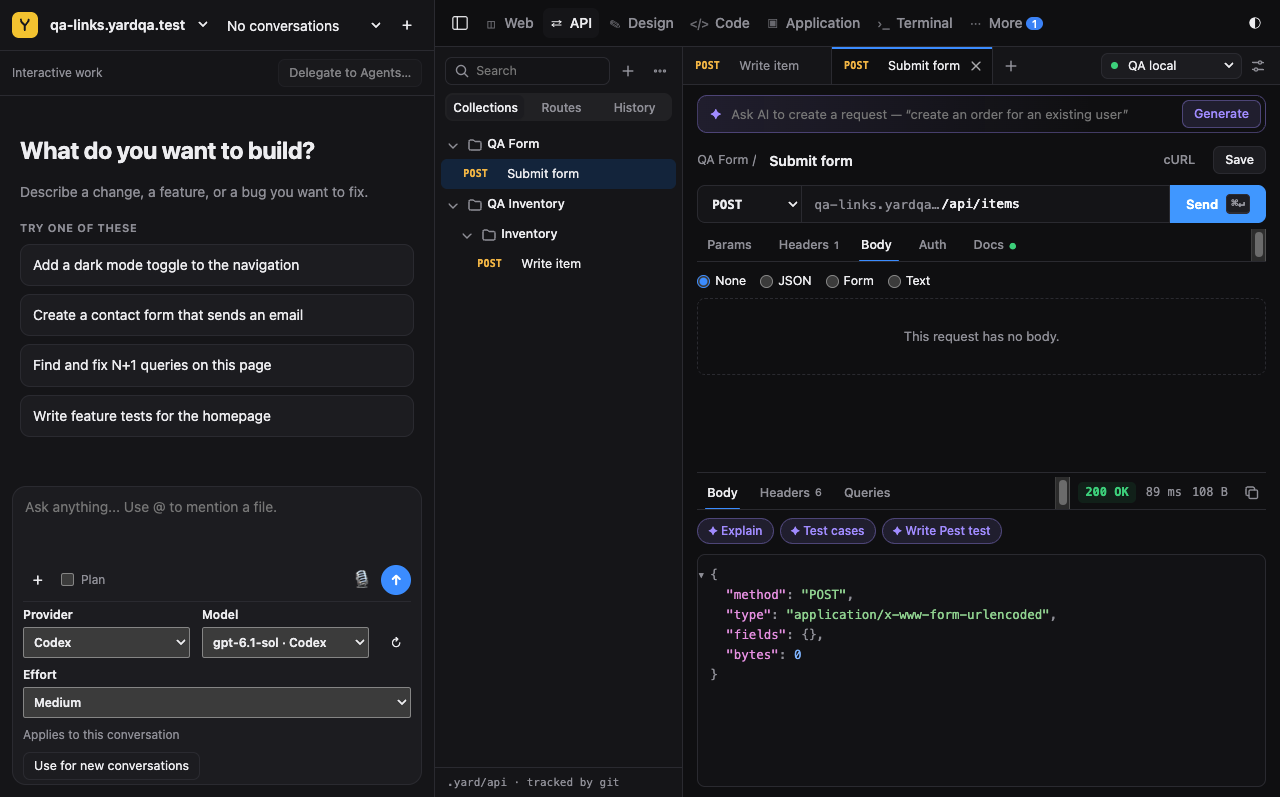 Y qa-links.yardqa.test No conversations +
Interactive work Delegate to Agents...
What do you want to build?
Describe a change, a feature, or a bug you want to fix.
TRY ONE OF THESE
Add a dark mode toggle to the navigation
Create a contact form that sends an email
Find and fix N+1 queries on this page
Write feature tests for the homepage
Ask anything... Use @ to mention a file.
+ Plan
Provider Model
Codex gpt-6.1-sol · Codex
Effort
Medium
Applies to this conversation
Use for new conversations
Web API Design </> Code Application >_ Terminal ··· More 1
Search + ···
Collections Routes History
QA Form
POST Submit form
QA Inventory
Inventory
POST Write item
.yard/api · tracked by git
POST Write item POST Submit form × + QA local
Ask AI to create a request — “create an order for an existing user” Generate
QA Form / Submit form cURL Save
POST qa-links.yardqa…/api/items Send ⌘↵
Params Headers 1 Body Auth Docs
None JSON Form Text
This request has no body.
Body Headers 6 Queries 200 OK 89 ms 108 B
Explain Test cases Write Pest test
{
"method": "POST",
"type": "application/x-www-form-urlencoded",
"fields": {},
"bytes": 0
}